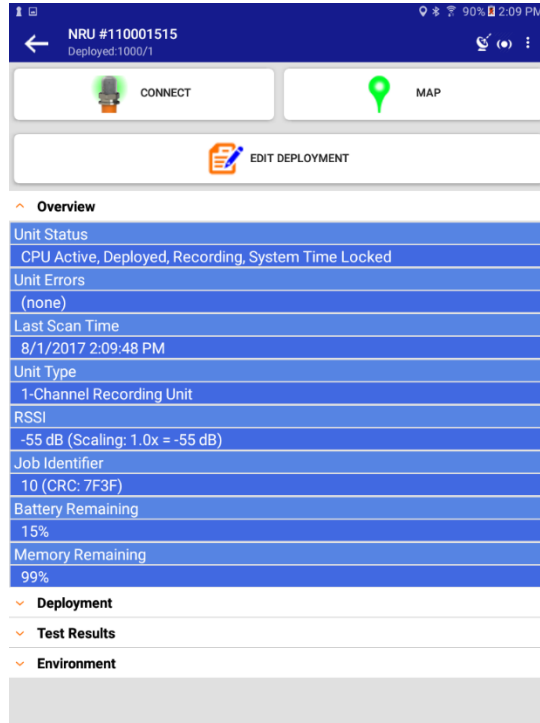 90% 2:09 PM
NRU #110001515
Deployed:1000/1
CONNECT
MAP
EDIT DEPLOYMENT
Overview
Unit Status
CPU Active, Deployed, Recording, System Time Locked
Unit Errors
(none)
Last Scan Time
8/1/2017 2:09:48 PM
Unit Type
1-Channel Recording Unit
RSSI
-55 dB (Scaling: 1.0x = -55 dB)
Job Identifier
10 (CRC: 7F3F)
Battery Remaining
15%
Memory Remaining
99%
Deployment
Test Results
Environment